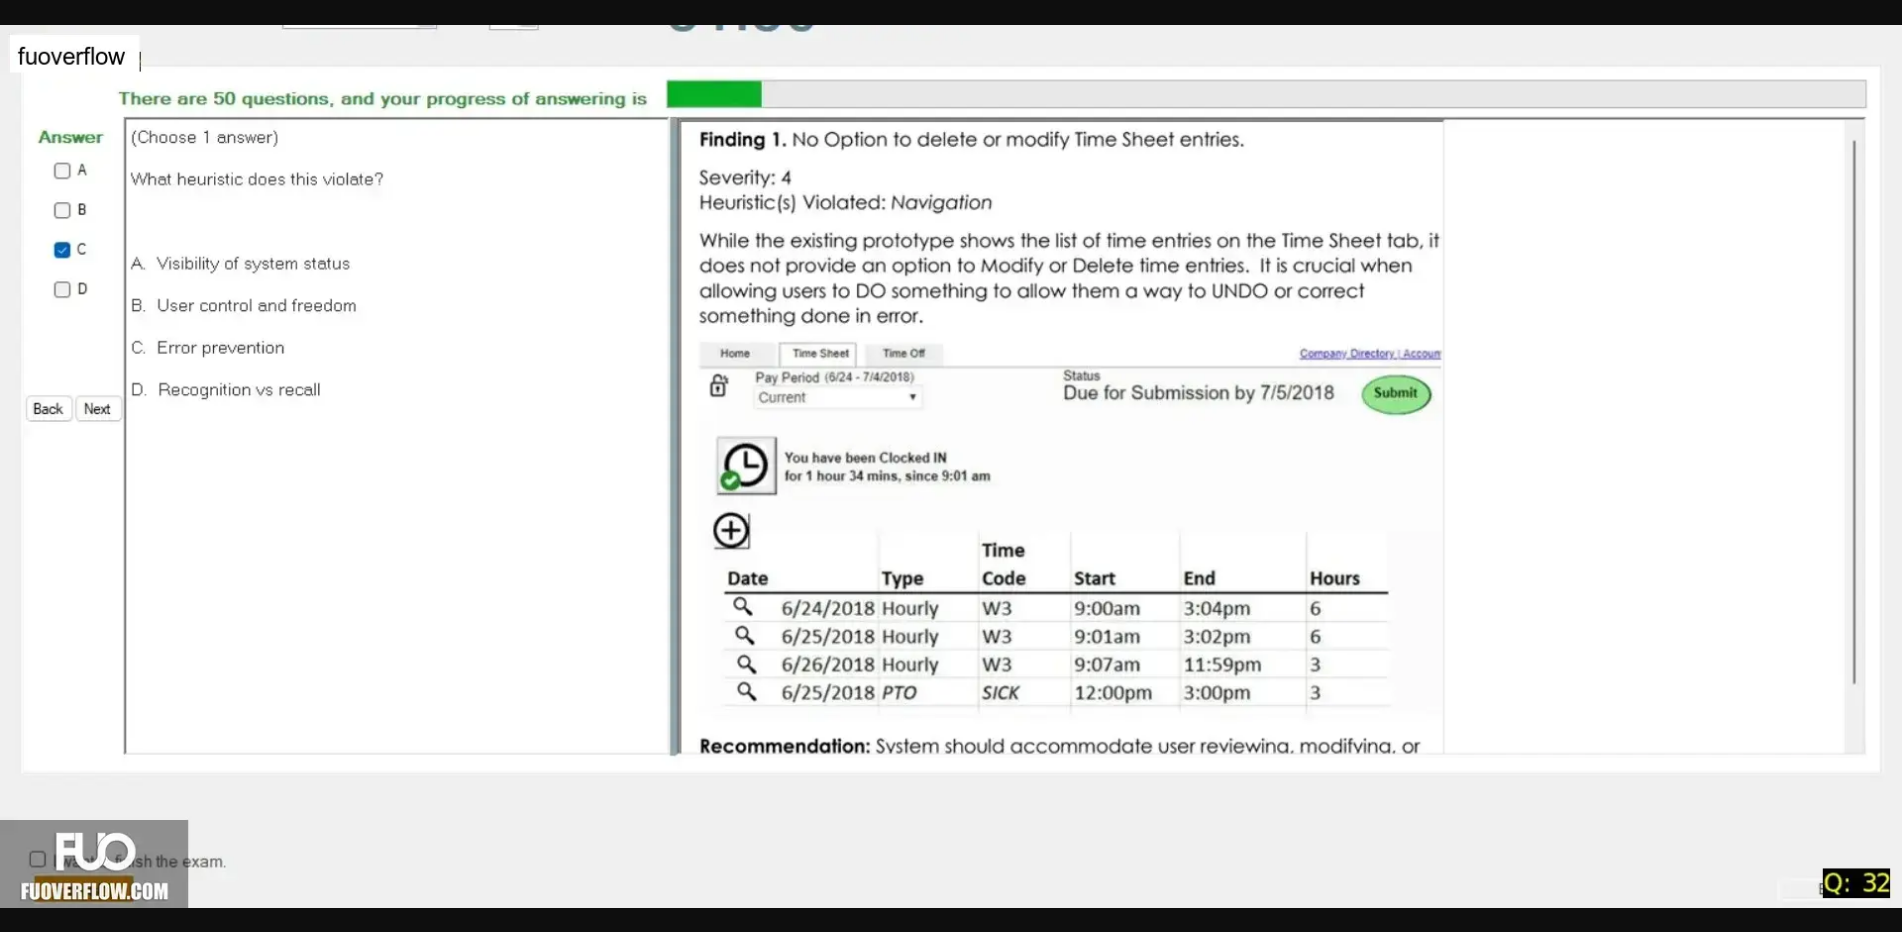 fuoverflow
There are 50 questions, and your progress of answering is
Answer
A
B
C
D
Back Next
(Choose 1 answer)
What heuristic does this violate?
A. Visibility of system status
B. User control and freedom
C. Error prevention
D. Recognition vs recall
Finding 1. No Option to delete or modify Time Sheet entries.
Severity: 4
Heuristic(s) Violated: Navigation
While the existing prototype shows the list of time entries on the Time Sheet tab, it
does not provide an option to Modify or Delete time entries. It is crucial when
allowing users to DO something to allow them a way to UNDO or correct
something done in error.
Home Time Sheet Time Off Company Directory | Accoun
Pay Period (6/24 - 7/4/2018)
Current
Status
Due for Submission by 7/5/2018
Submit
You have been Clocked IN
for 1 hour 34 mins, since 9:01 am
Date Type Time Code Start End Hours
6/24/2018 Hourly W3 9:00am 3:04pm 6
6/25/2018 Hourly W3 9:01am 3:02pm 6
6/26/2018 Hourly W3 9:07am 11:59pm 3
6/25/2018 PTO SICK 12:00pm 3:00pm 3
Recommendation: System should accommodate user reviewing, modifying, or
FUO
the exam.
FUOVERFLOW.COM
Q: 32